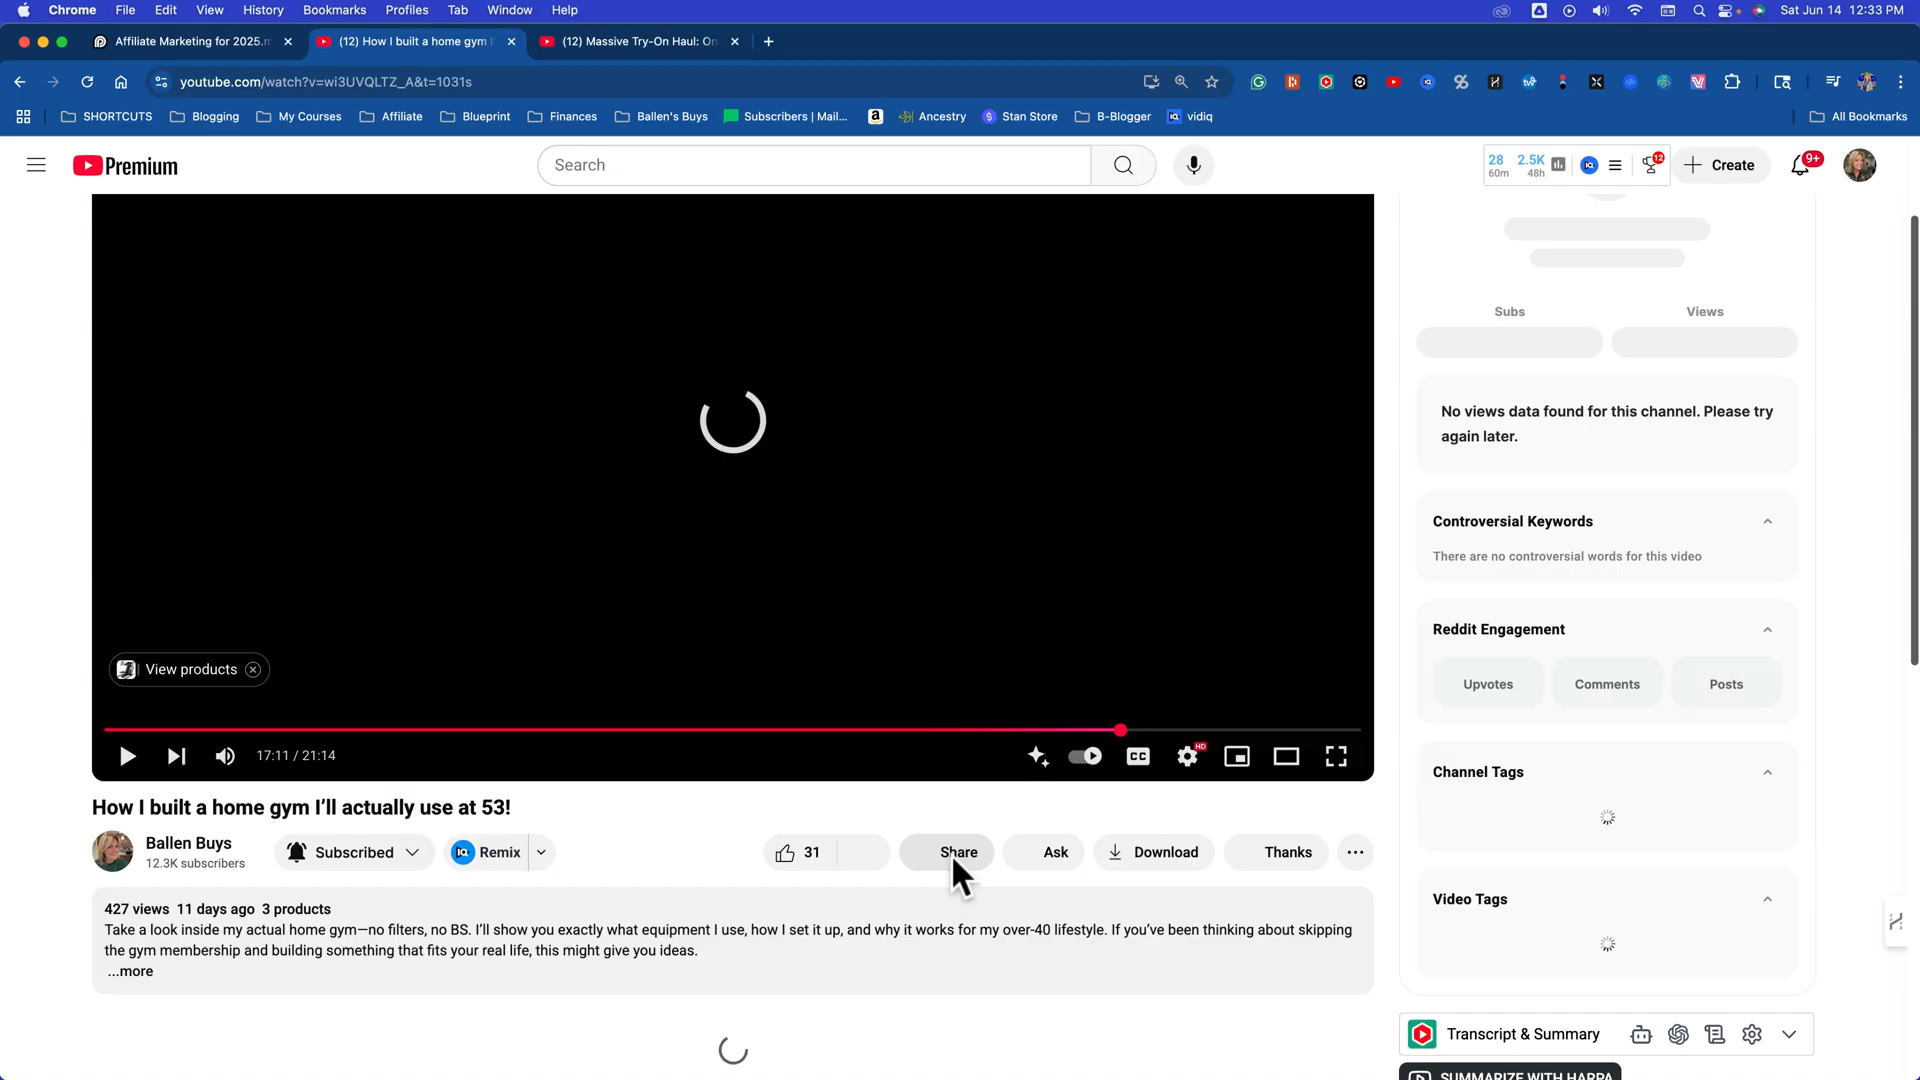 Chrome File Edit View History Bookmarks Profiles Tab Window Help Sat Jun 14 12:33 PM
Affiliate Marketing for 2025.m (12) How I built a home gym I' (12) Massive Try-On Haul: On
youtube.com/watch?v=wi3UVQLTZ_A&t=1031s
SHORTCUTS Blogging My Courses Affiliate Blueprint Finances Ballen's Buys Subscribers | Mail... Ancestry Stan Store B-Blogger vidiq All Bookmarks
Premium Search 28 60m 2.5K 48h 12 Create 9+
Subs Views
No views data found for this channel. Please try
again later.
Controversial Keywords
There are no controversial words for this video
Reddit Engagement
Upvotes Comments Posts
View products
17:11 / 21:14 CC HD
Channel Tags
How I built a home gym I’ll actually use at 53!
Ballen Buys
12.3K subscribers
Subscribed Remix 31 Share Ask Download Thanks
Video Tags
427 views 11 days ago 3 products
Take a look inside my actual home gym—no filters, no BS. I’ll show you exactly what equipment I use, how I set it up, and why it works for my over-40 lifestyle. If you’ve been thinking about skipping
the gym membership and building something that fits your real life, this might give you ideas.
...more
Transcript & Summary
SUMMARIZE WITH HARPA